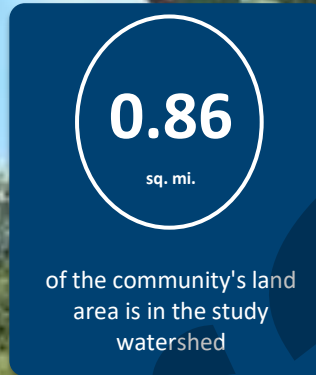 0.86
sq. mi.
of the community's land
area is in the study
watershed